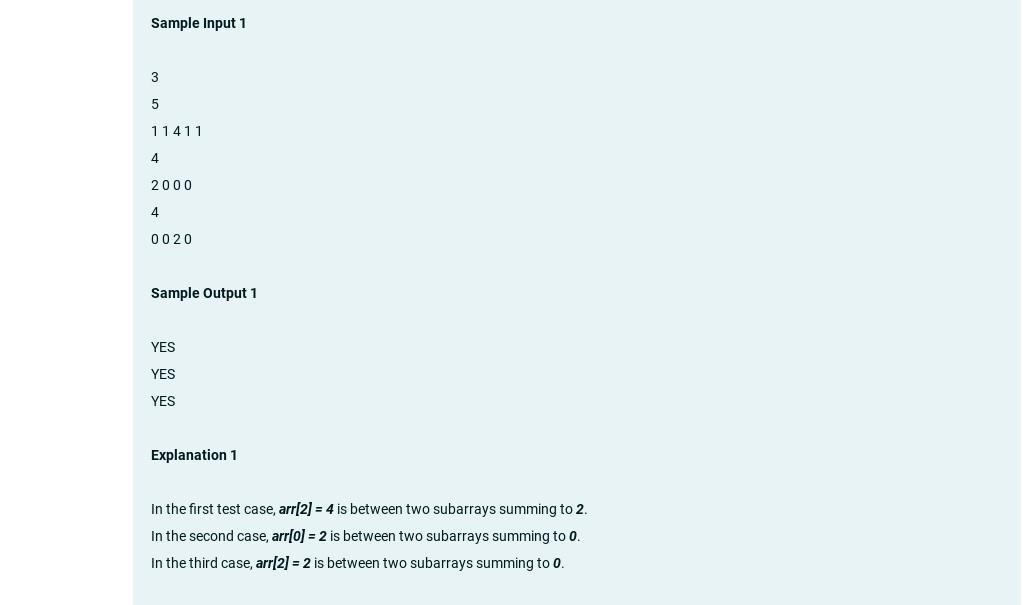 Sample Input 1
3
5
1 1 4 1 1
4
2 0 0 0
4
0 0 2 0
Sample Output 1
YES
YES
YES
Explanation 1
In the first test case, arr[2] = 4 is between two subarrays summing to 2.
In the second case, arr[0] = 2 is between two subarrays summing to 0.
In the third case, arr[2] = 2 is between two subarrays summing to 0.